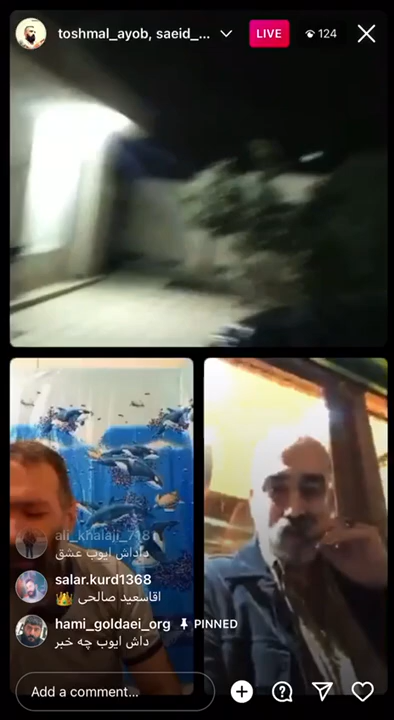 toshmal_ayob, saeid_...
LIVE
124
ali_khalaji_718
داداش ایوب عشق
salar.kurd1368
اقاسعید صالحی 👑
hami_goldaei_org PINNED
داش ایوب چه خبر
Add a comment...